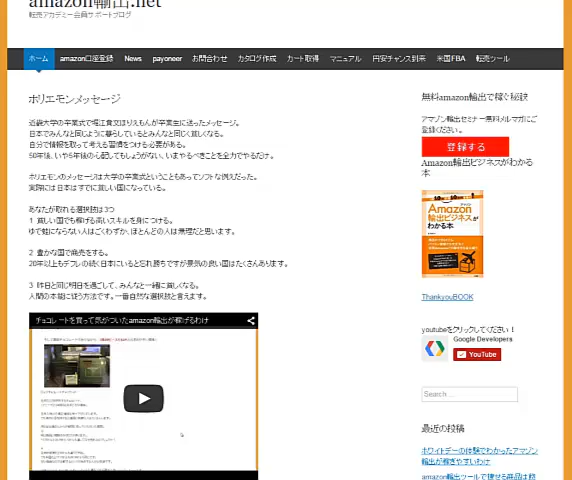 amazon輸出.net
転売アカデミー会員サポートブログ
ホーム amazon口座登録 News payoneer お問合わせ カタログ作成 カート取得 マニュアル 円安チャンス到来 米国FBA 転売ツール
ホリエモンメッセージ
近畿大学の卒業式で堀江貴文ほりえもんが卒業生に送ったメッセージ。
日本でみんなと同じように暮らしているとみんなと同じく貧しくなる。
自分で情報を取って考える習慣をつける必要がある。
50年後、いや5年後の心配してもしょうがない、いまやるべきことを全力でやるだけ。
ホリエモンのメッセージは大学の卒業式ということもあってソフトな例えだった。
実際には日本はすでに貧しい国になっている。
あなたが取れる選択肢は3つ
1 貧しい国でも稼げる高いスキルを身につける。
ゆで蛙にならない人はごくわずか、ほとんどの人は無理だと思います。
2 豊かな国で商売をする。
20年以上もデフレの続く日本にいると忘れ勝ちですが景気の良い国はたくさんあります。
3 昨日と同じ明日を過ごして、みんなと一緒に貧しくなる。
人間の本能に従う方法です。一番自然な選択肢と言えます。
チョコレートを買って気がついたamazon輸出が稼げるわけ
無料amazon輸出で稼ぐ秘訣
アマゾン輸出セミナー無料メルマガにご
登録ください。
登録する
Amazon輸出ビジネスがわかる
本
Amazon
輸出ビジネスが
わかる本
ThankyouBOOK
youtubeをクリックしてください！
Google Developers
YouTube
Search ...
最近の投稿
ホワイトデーの体験でわかったアマゾン
輸出が稼ぎやすいわけ
amazon輸出ツールで探せる商品は約